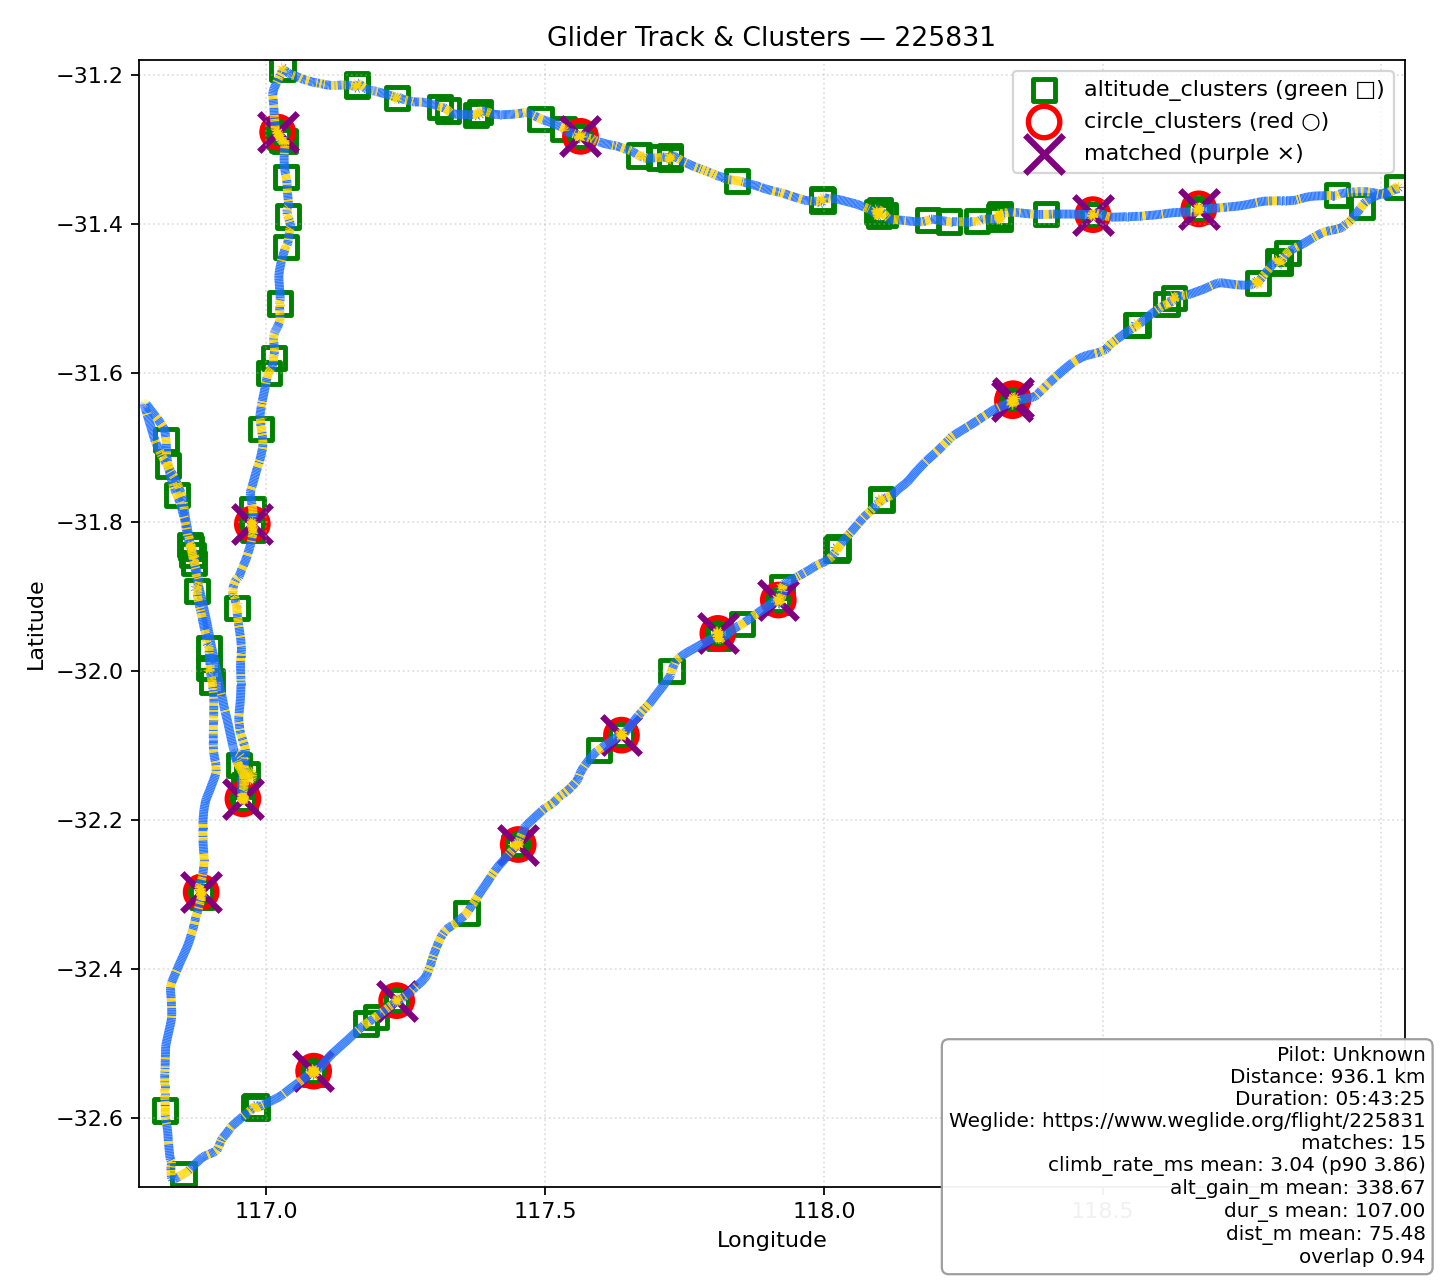 Glider Track & Clusters — 225831
altitude_clusters (green □)
circle_clusters (red ○)
matched (purple ×)
Latitude
−31.2
−31.4
−31.6
−31.8
−32.0
−32.2
−32.4
−32.6
117.0
117.5
118.0
118.5
Longitude
Pilot: Unknown
Distance: 936.1 km
Duration: 05:43:25
Weglide: https://www.weglide.org/flight/225831
matches: 15
climb_rate_ms mean: 3.04 (p90 3.86)
alt_gain_m mean: 338.67
dur_s mean: 107.00
dist_m mean: 75.48
overlap 0.94